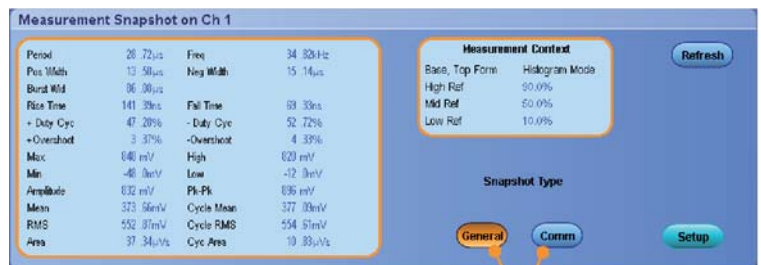 Measurement Snapshot on Ch 1
Period 28.72µs Freq 34.82kHz
Pos Width 13.58µs Neg Width 15.14µs
Burst Wid 86.00µs
Rise Time 141.39ns Fall Time 69.33ns
+ Duty Cyc 47.28% - Duty Cyc 52.72%
+Overshoot 3.37% -Overshoot 4.33%
Max 848 mV High 820 mV
Min -48.0mV Low -12.0mV
Amplitude 832 mV Pk-Pk 896 mV
Mean 373.56mV Cycle Mean 377.09mV
RMS 552.87mV Cycle RMS 554.61mV
Area 37.34µVs Cyc Area 10.83µVs
Measurement Context
Base, Top Form Histogram Mode
High Ref 90.0%
Mid Ref 50.0%
Low Ref 10.0%
Refresh
Snapshot Type
General Comm Setup